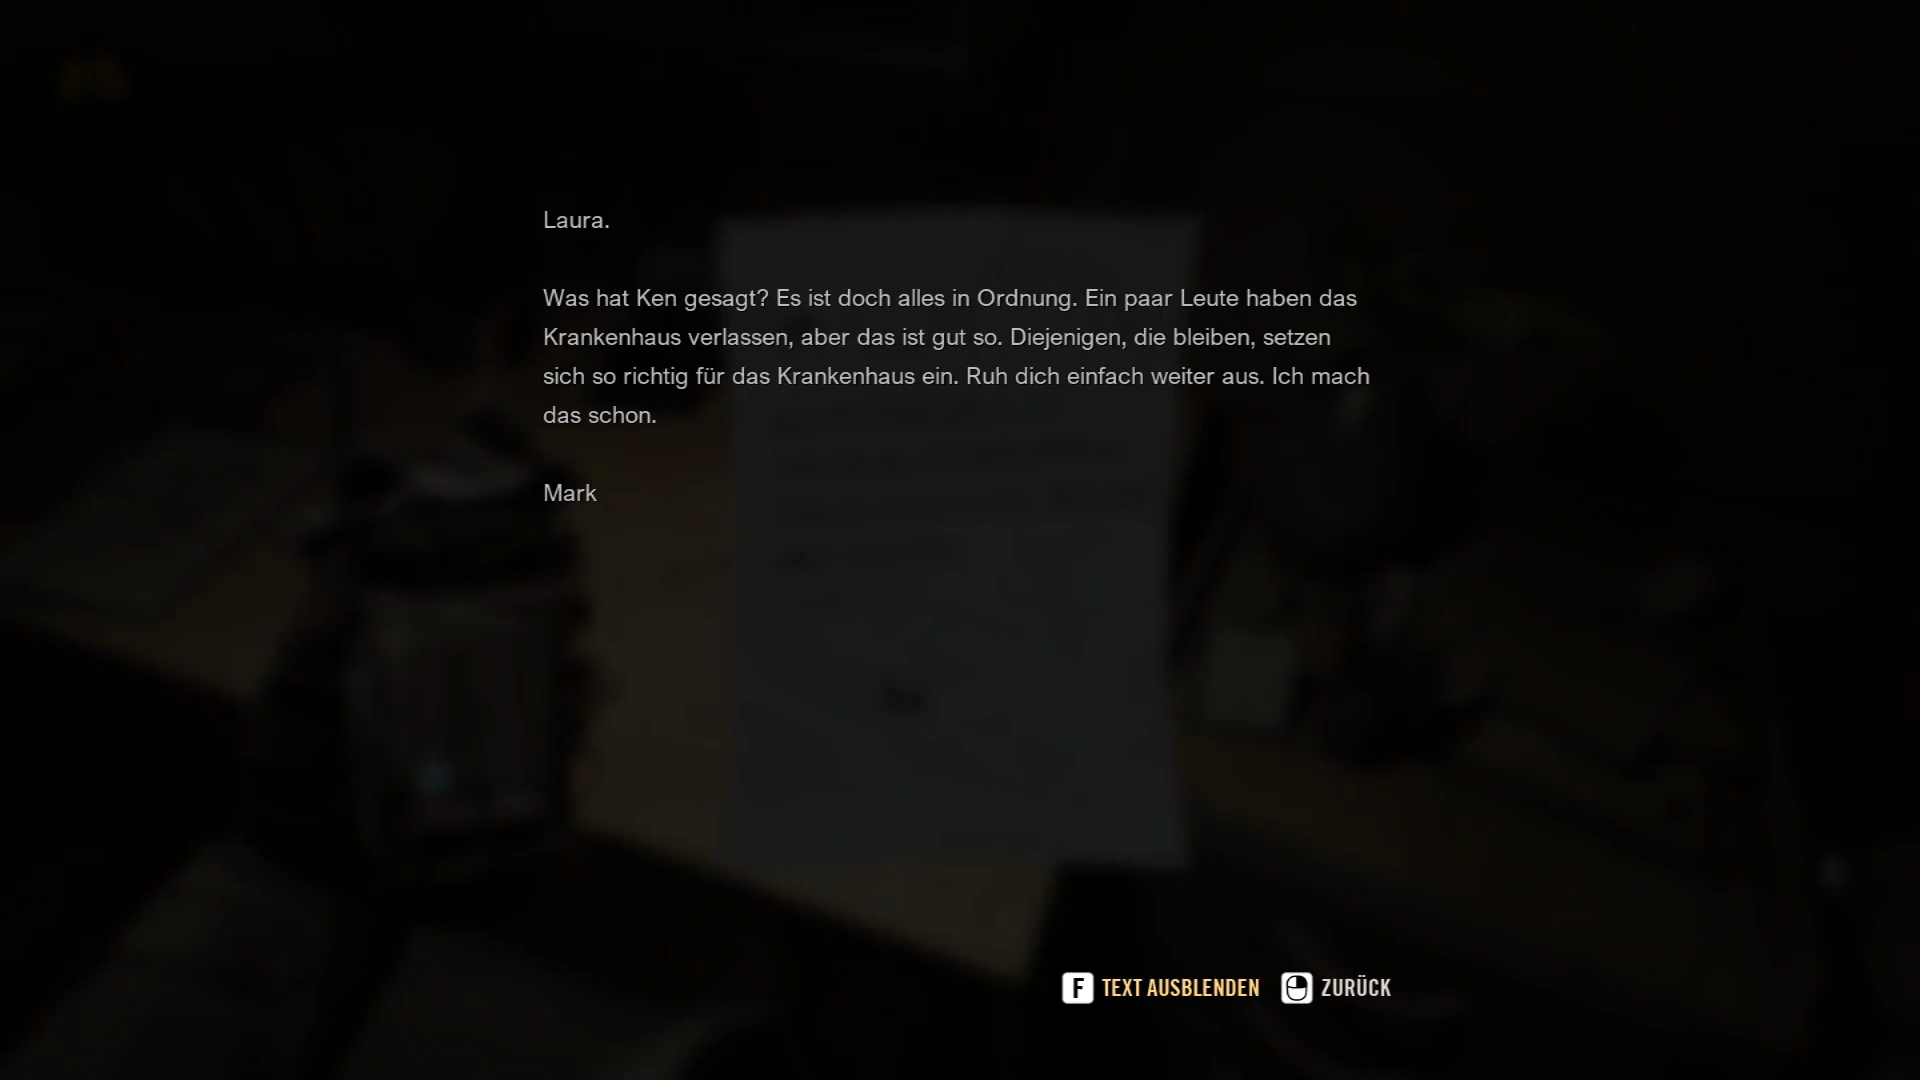 Laura.
Was hat Ken gesagt? Es ist doch alles in Ordnung. Ein paar Leute haben das
Krankenhaus verlassen, aber das ist gut so. Diejenigen, die bleiben, setzen
sich so richtig für das Krankenhaus ein. Ruh dich einfach weiter aus. Ich mach
das schon.
Mark
F TEXT AUSBLENDEN ZURÜCK